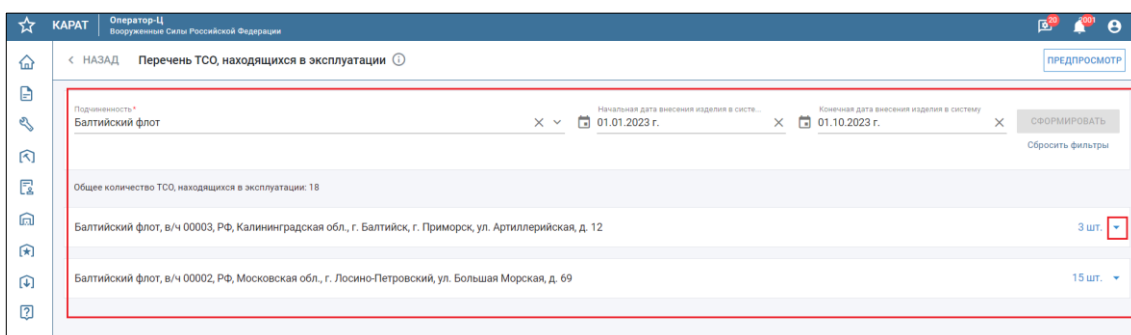 КАРАТ
Оператор-Ц
Вооруженные Силы Российской Федерации
20
2001
< НАЗАД
Перечень ТСО, находящихся в эксплуатации
ПРЕДПРОСМОТР
Подчиненность *
Балтийский флот
Начальная дата внесения изделия в систе...
01.01.2023 г.
Конечная дата внесения изделия в систему
01.10.2023 г.
СФОРМИРОВАТЬ
Сбросить фильтры
Общее количество ТСО, находящихся в эксплуатации: 18
Балтийский флот, в/ч 00003, РФ, Калининградская обл., г. Балтийск, г. Приморск, ул. Артиллерийская, д. 12
3 шт.
Балтийский флот, в/ч 00002, РФ, Московская обл., г. Лосино-Петровский, ул. Большая Морская, д. 69
15 шт.